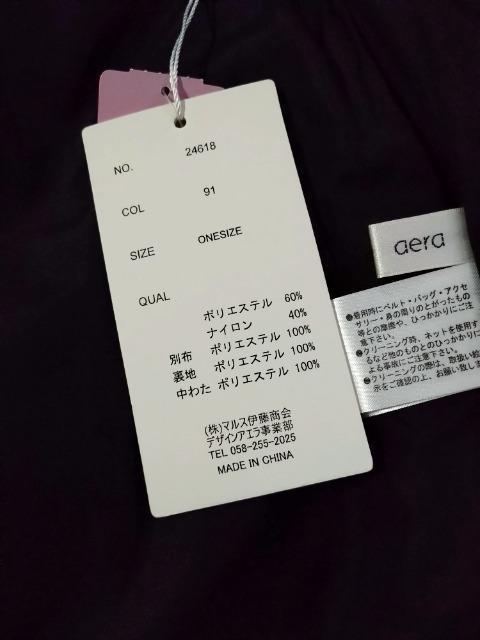 NO. 24618
COL 91
SIZE ONESIZE
QUAL
ポリエステル 60%
ナイロン 40%
別布 ポリエステル 100%
裏地 ポリエステル 100%
中わた ポリエステル 100%
(株)マルス伊藤商会
デザインアエラ事業部
TEL 058-255-2025
MADE IN CHINA
aera
●着用時にベルト・バッグ・アクセ
サリー・身の周りのとがったもの
等との摩擦や、ひっかかりにご注
意下さい。
●クリーニング時、ネットを使用す
るなど他のものとのひっかかりに
よる事故にご注意下さい。
●クリーニングの際は、取扱い絵
示をご確認の上、お願い致しま